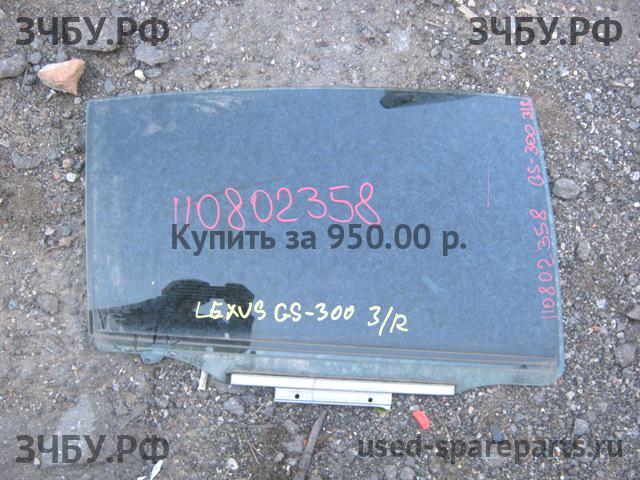 ЗЧБУ.РФ
ЗЧБУ.РФ
110802358
Купить за 950.00 р.
LEXUS GS-300 З/R
110802358 GS-300 З/R
ЗЧБУ.РФ
used-spareparts.ru